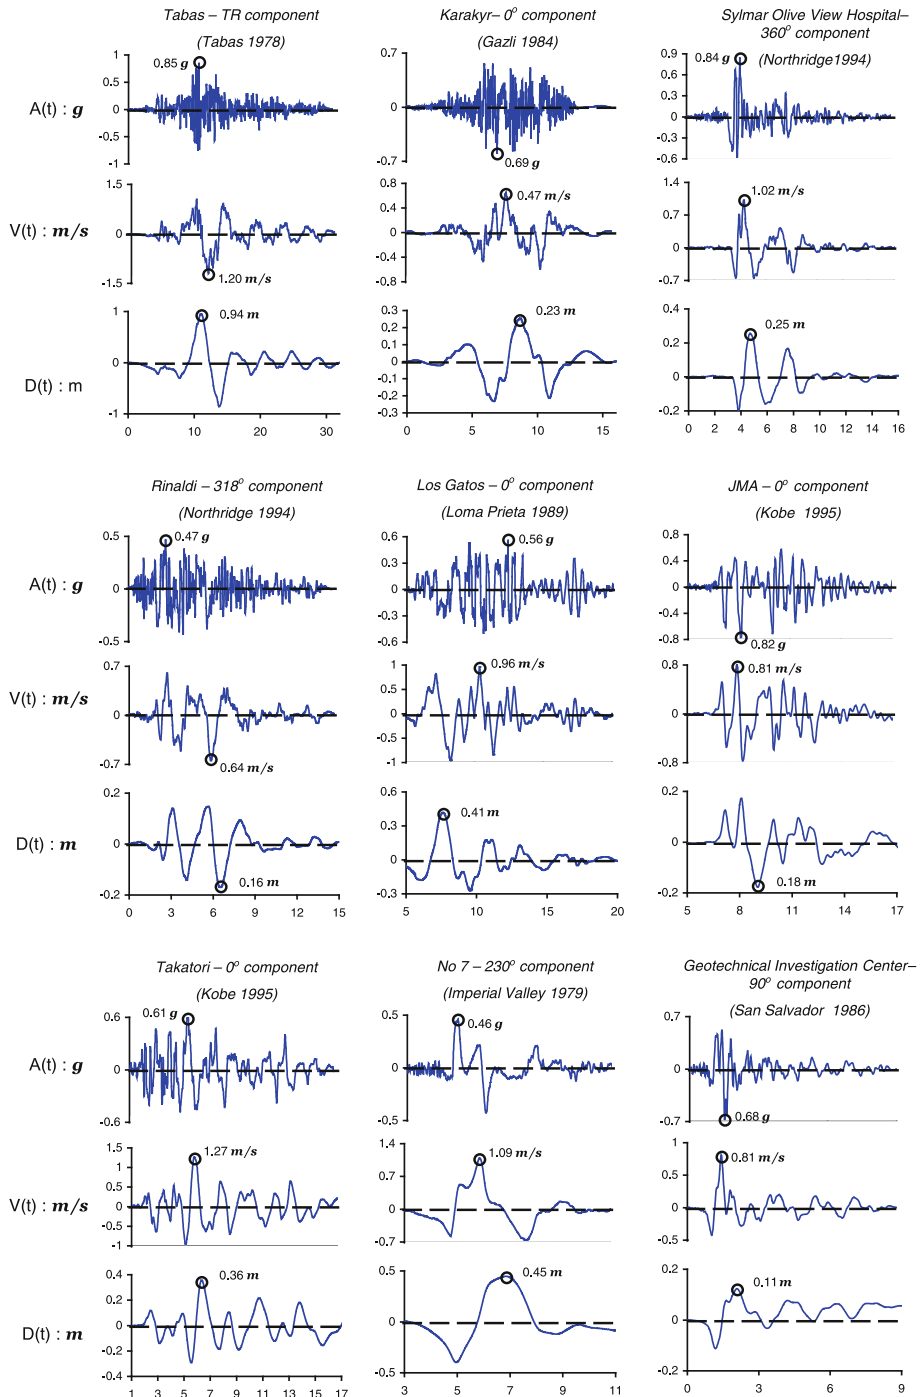 Tabas – TR component
(Tabas 1978)
Karakyr– 0° component
(Gazli 1984)
Sylmar Olive View Hospital–
360° component
(Northridge1994)
A(t) : g
1
0.5
0
-0.5
-1
0.85 g
0.7
0
-0.7
0.69 g
0.9
0.6
0.3
0
-0.3
-0.6
0.84 g
V(t) : m/s
1.5
0
-1.5
1.20 m/s
0.8
0.4
0
-0.4
-0.8
0.47 m/s
1.4
0.7
0
-0.7
1.02 m/s
D(t) : m
1
0
-1
0.94 m
0 10 20 30
0.3
0.2
0.1
0
-0.1
-0.2
-0.3
0.23 m
0 5 10 15
0.4
0.2
0
-0.2
0.25 m
0 2 4 6 8 10 12 14 16
Rinaldi – 318° component
(Northridge 1994)
Los Gatos – 0° component
(Loma Prieta 1989)
JMA – 0° component
(Kobe 1995)
A(t) : g
0.5
0
-0.5
0.47 g
0.6
0.3
0
-0.3
-0.6
0.56 g
0.8
0.4
0
-0.4
-0.8
0.82 g
V(t) : m/s
0.7
0
-0.7
0.64 m/s
1
0.5
0
-0.5
-1
0.96 m/s
0.8
0
-0.8
0.81 m/s
D(t) : m
0.2
0
-0.2
0.16 m
0 3 6 9 12 15
0.6
0.3
0
-0.3
0.41 m
5 10 15 20
0.2
0
-0.2
0.18 m
5 8 11 14 17
Takatori – 0° component
(Kobe 1995)
No 7 – 230° component
(Imperial Valley 1979)
Geotechnical Investigation Center–
90° component
(San Salvador 1986)
A(t) : g
0.6
0
-0.6
0.61 g
0.5
0
-0.5
0.46 g
0.7
0
-0.7
0.68 g
V(t) : m/s
1.5
1
0.5
0
-0.5
-1
1.27 m/s
1.4
0.7
0
-0.7
1.09 m/s
1
0.5
0
-0.5
0.81 m/s
D(t) : m
0.4
0.2
0
-0.2
-0.4
0.36 m
1 3 5 7 9 11 13 15 17
0.5
0
-0.5
0.45 m
3 5 7 9 11
0.2
0
-0.2
0.11 m
0 3 6 9